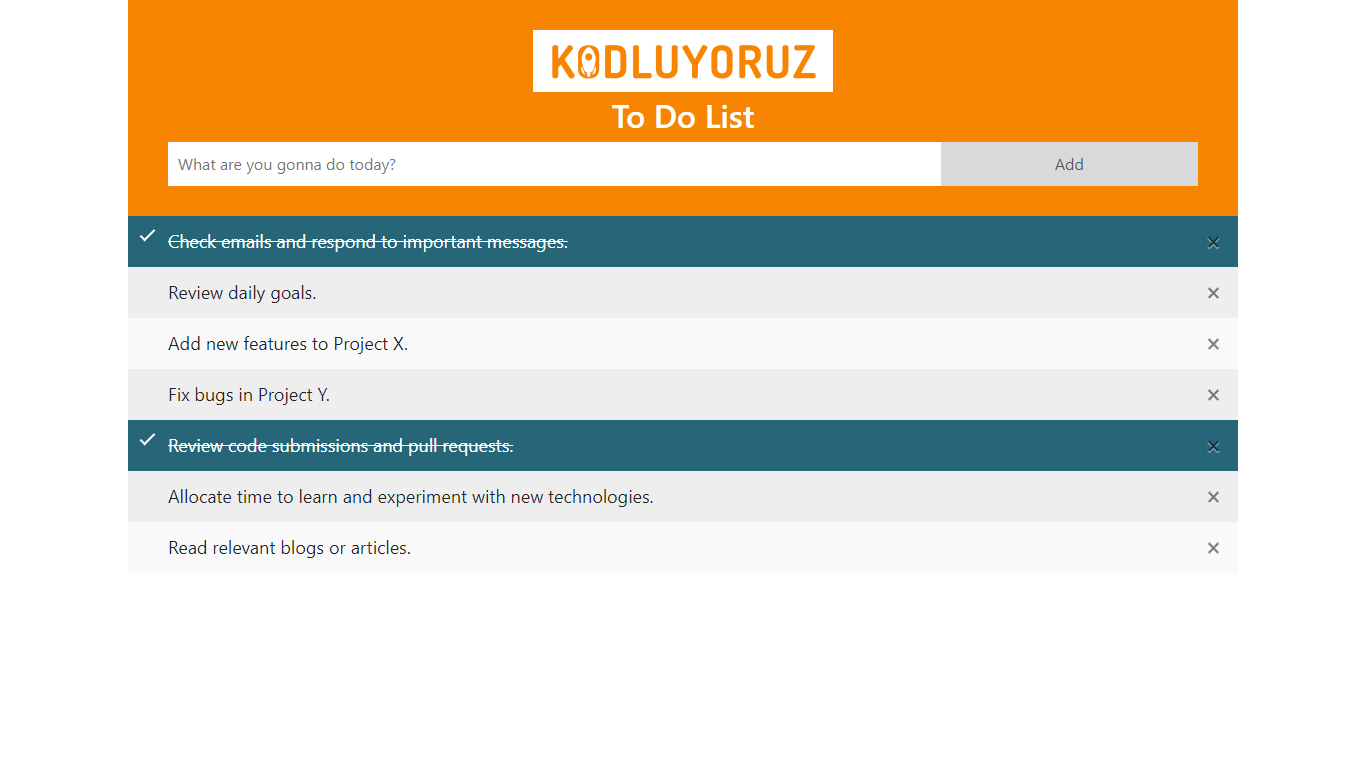 KODLUYORUZ
To Do List
What are you gonna do today?
Add
Check emails and respond to important messages.
Review daily goals.
Add new features to Project X.
Fix bugs in Project Y.
Review code submissions and pull requests.
Allocate time to learn and experiment with new technologies.
Read relevant blogs or articles.